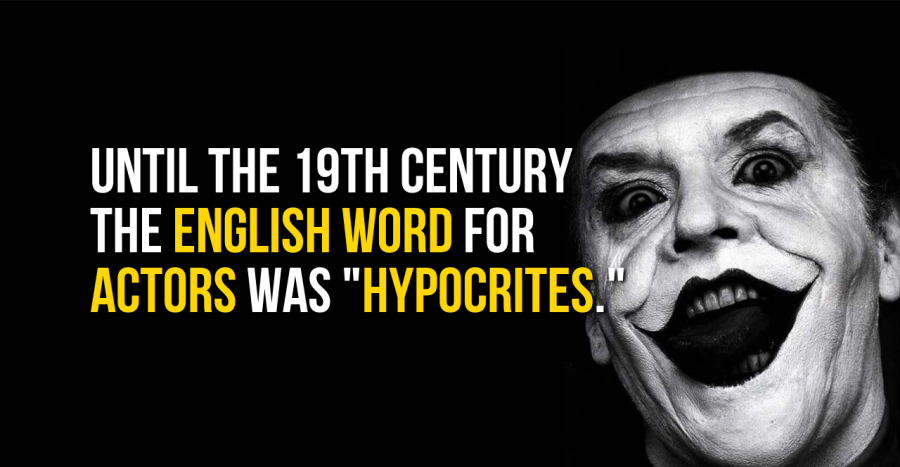 UNTIL THE 19TH CENTURY
THE ENGLISH WORD FOR
ACTORS WAS "HYPOCRITES."